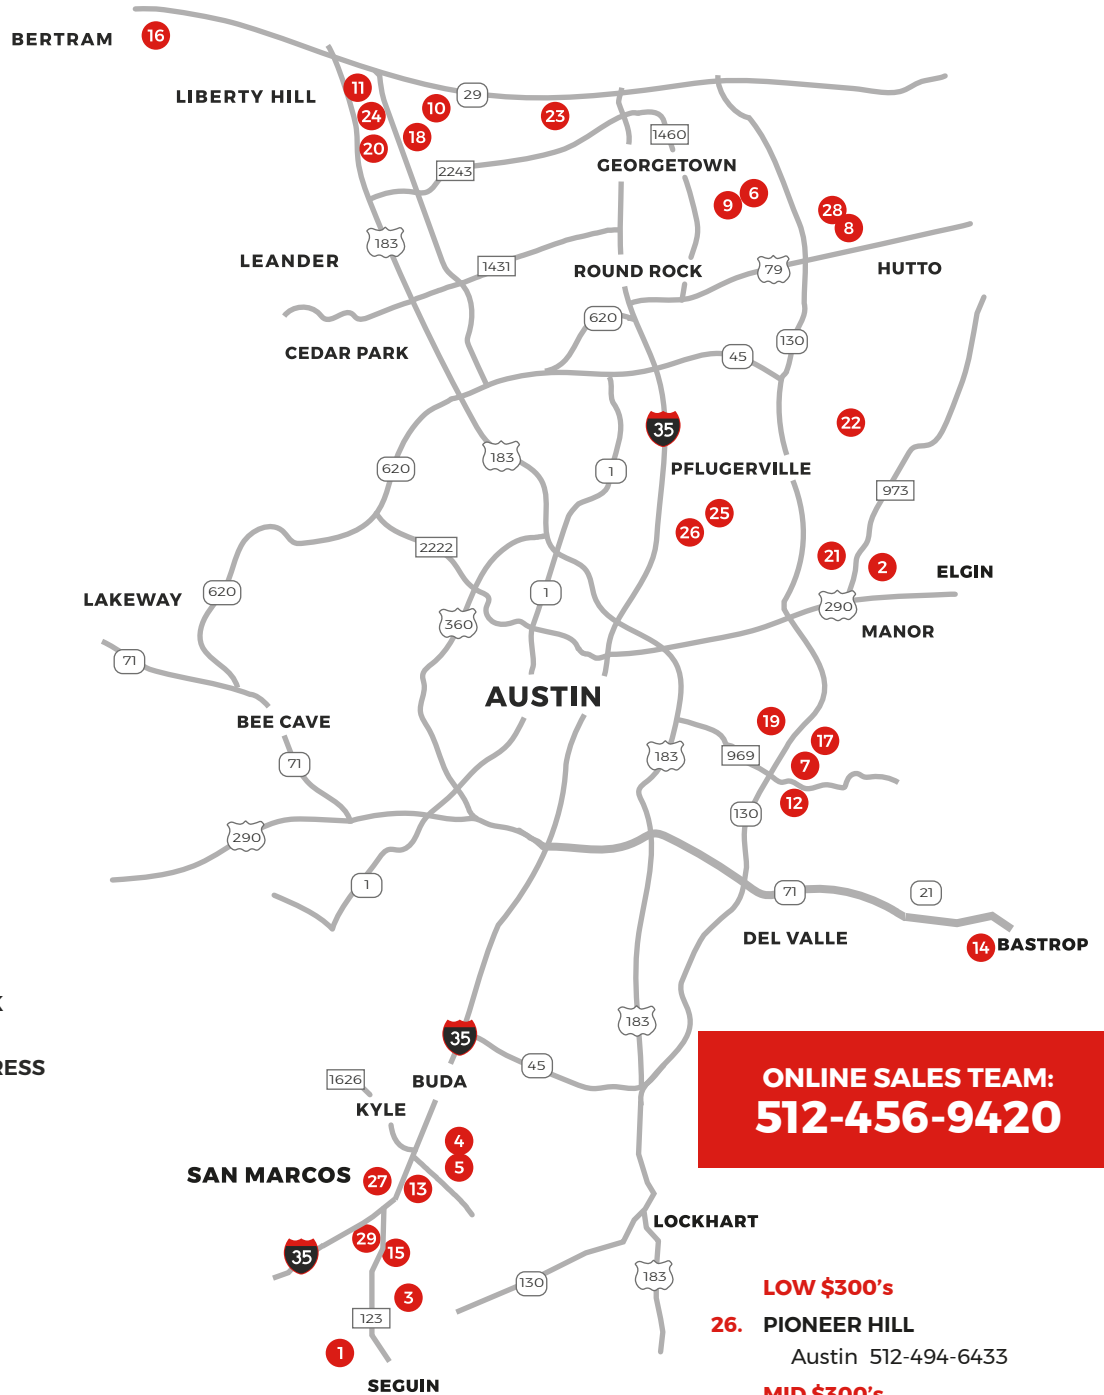 BERTRAM
16
LIBERTY HILL
11
24
20
10
18
29
23
1460
GEORGETOWN
2243
9
6
28
8
183
LEANDER
1431
ROUND ROCK
79
HUTTO
620
130
CEDAR PARK
45
35
22
183
620
1
PFLUGERVILLE
973
25
26
2222
21
2
ELGIN
LAKEWAY
620
1
290
360
MANOR
71
AUSTIN
BEE CAVE
19
17
183
969
7
71
12
130
290
1
71
21
DEL VALLE
14
BASTROP
K
183
35
RESS
45
1626
BUDA
KYLE
ONLINE SALES TEAM:
512-456-9420
4
5
SAN MARCOS
27
13
LOCKHART
29
15
35
183
130
3
123
1
SEGUIN
LOW $300's
26. PIONEER HILL
Austin 512-494-6433
MID $300's